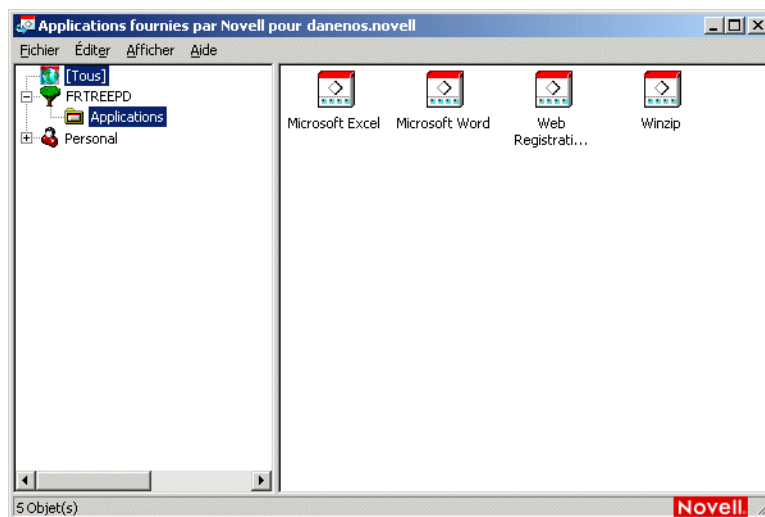 Applications fournies par Novell pour danenos.novell
Fichier Éditer Afficher Aide
[Tous]
FRTREEPD
Applications
Personal
Microsoft Excel
Microsoft Word
Web
Registrati...
Winzip
5 Objet(s)
Novell.